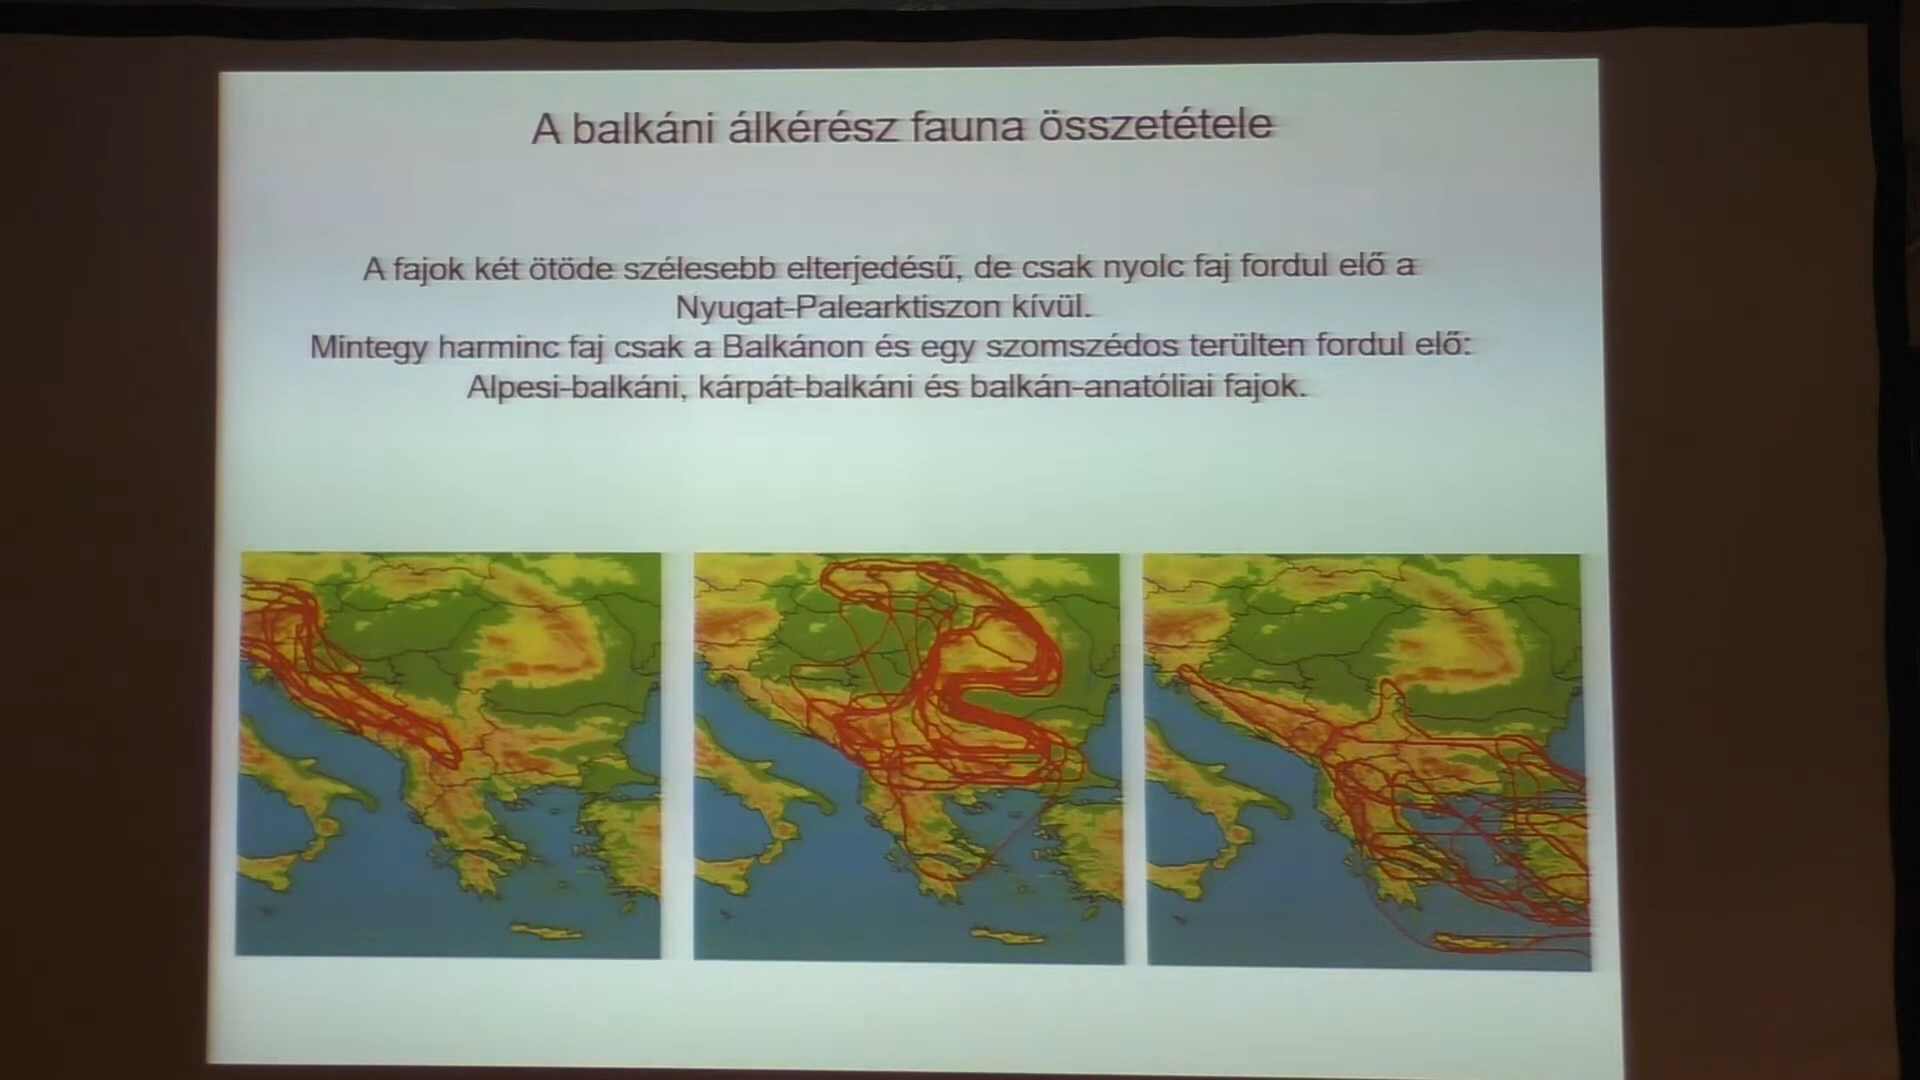 A balkáni álkérész fauna összetétele
A fajok két ötöde szélesebb elterjedésű, de csak nyolc faj fordul elő a
Nyugat-Palearktiszon kívül.
Mintegy harminc faj csak a Balkánon és egy szomszédos terülten fordul elő:
Alpesi-balkáni, kárpát-balkáni és balkán-anatóliai fajok.